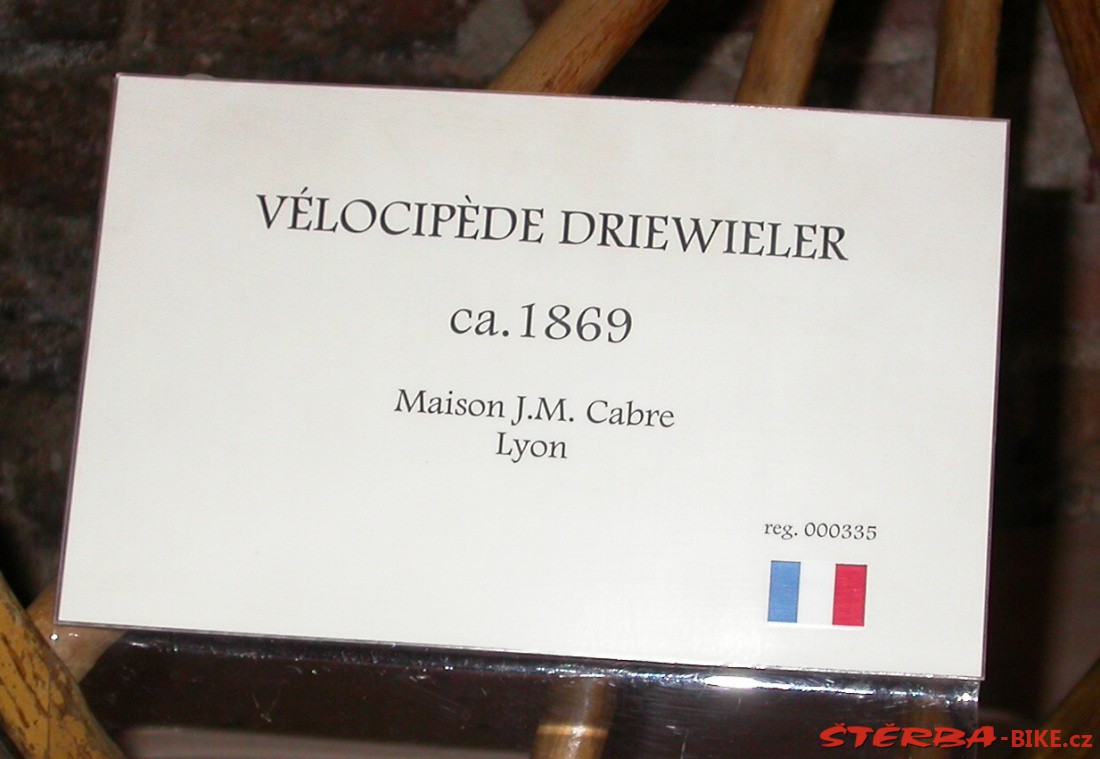 VÉLOCIPÈDE DRIEWIELER
ca.1869
Maison J.M. Cabre
Lyon
reg. 000335
ŠTĚRBA-BIKE.cz